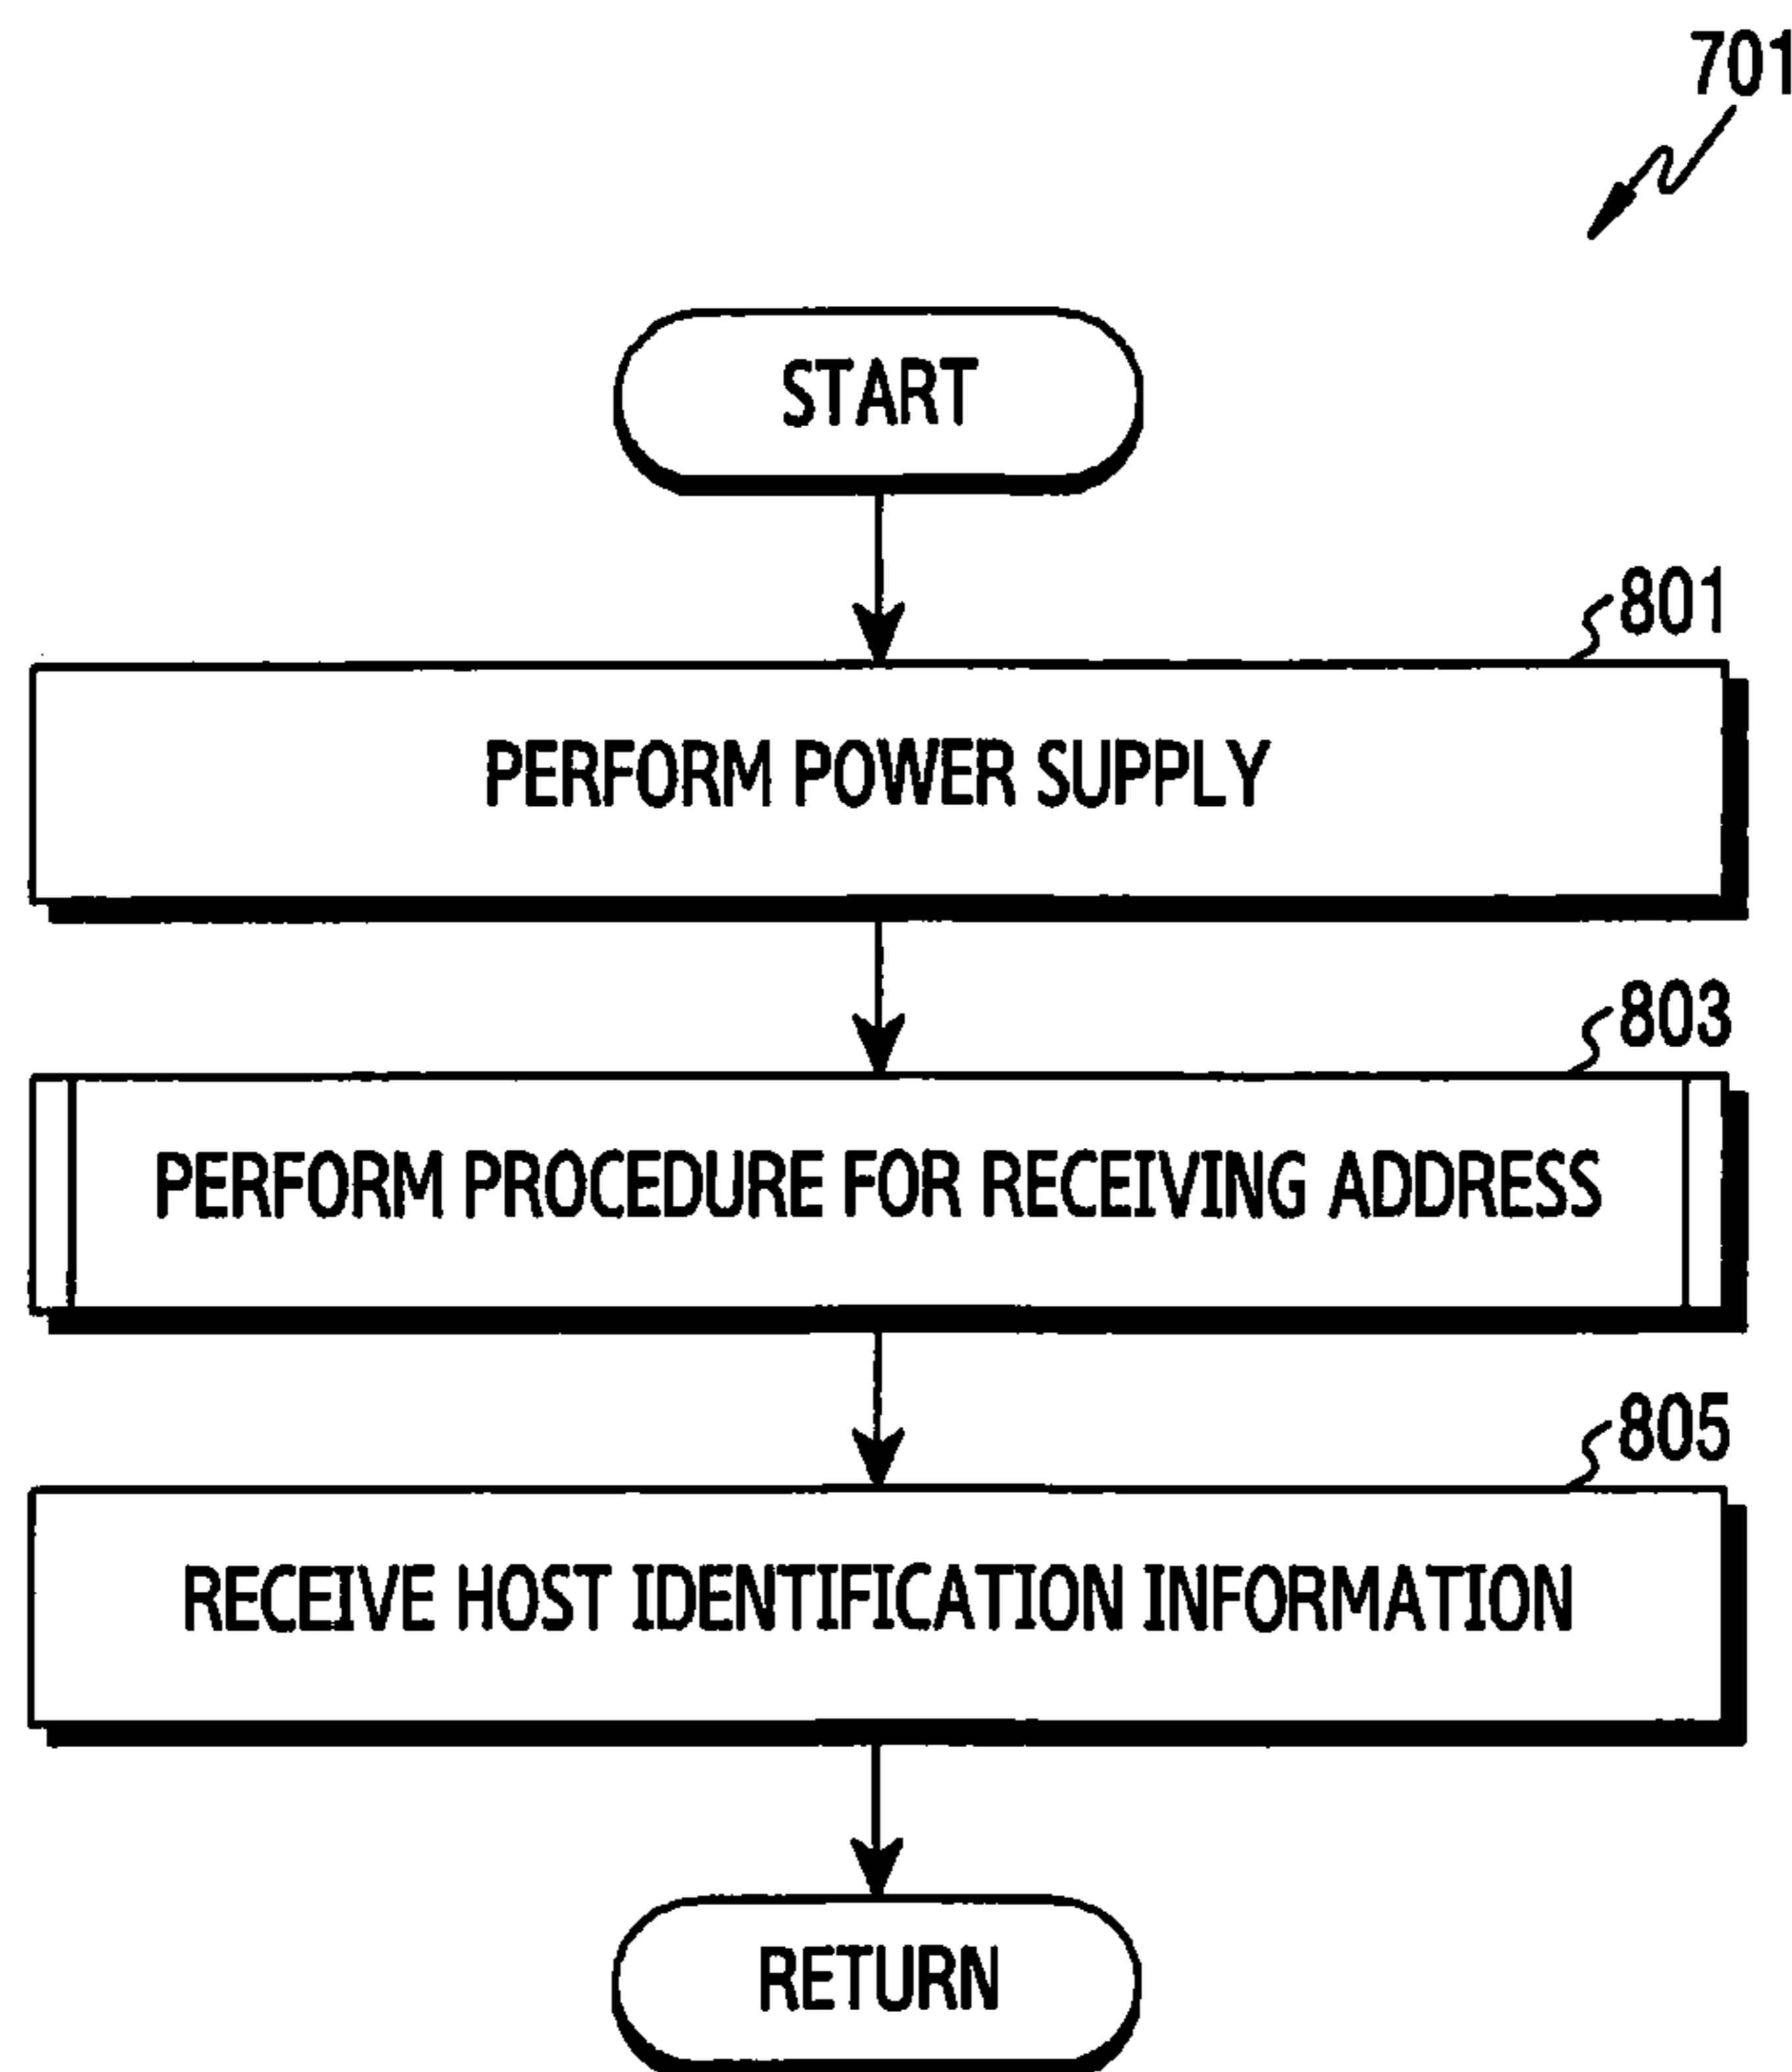 701
START
801
PERFORM POWER SUPPLY
803
PERFORM PROCEDURE FOR RECEIVING ADDRESS
805
RECEIVE HOST IDENTIFICATION INFORMATION
RETURN